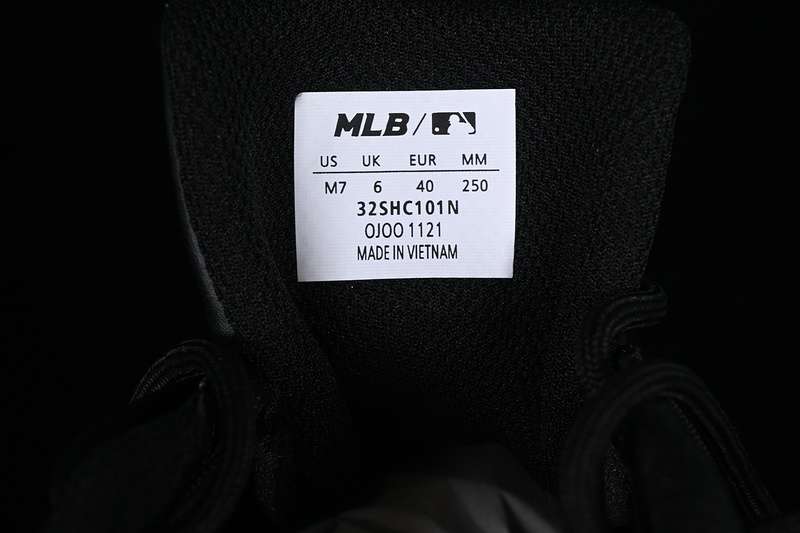 MLB/
US UK EUR MM
M7 6 40 250
32SHC101N
OJOO 1121
MADE IN VIETNAM